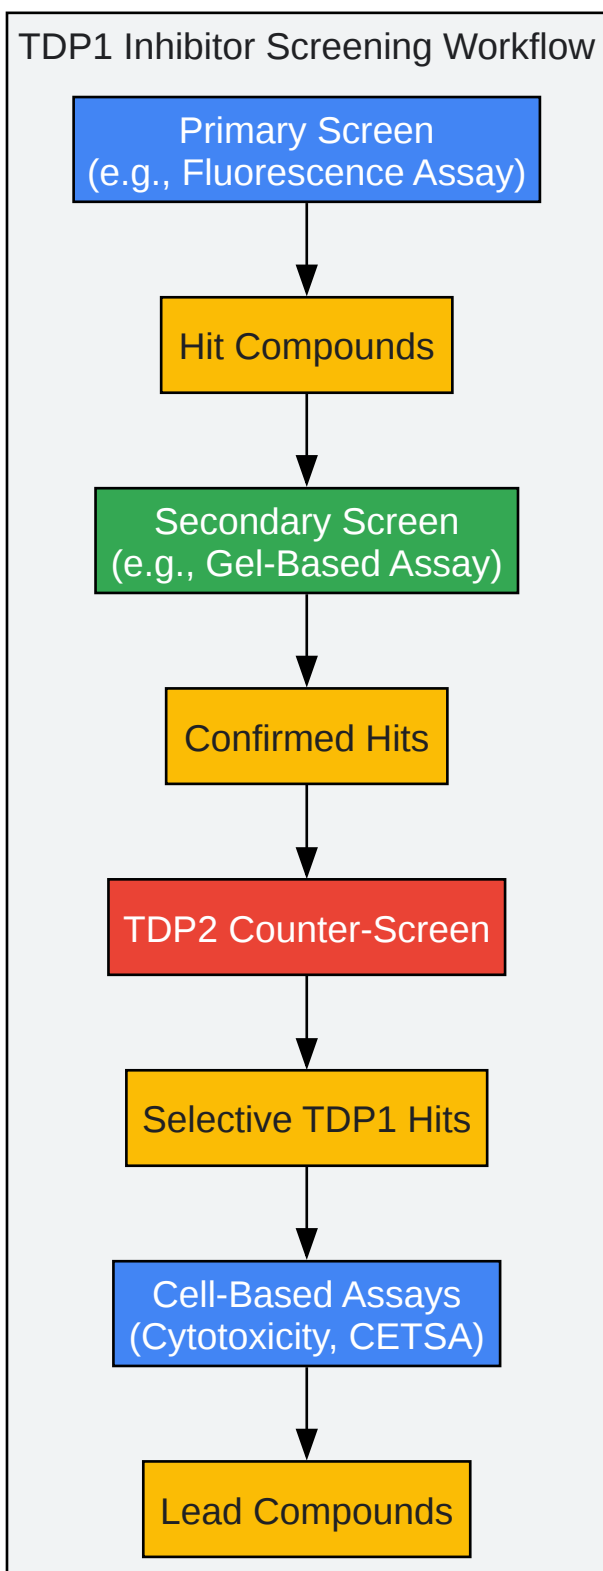 TDP1 Inhibitor Screening Workflow
Primary Screen
(e.g., Fluorescence Assay)
Hit Compounds
Secondary Screen
(e.g., Gel-Based Assay)
Confirmed Hits
TDP2 Counter-Screen
Selective TDP1 Hits
Cell-Based Assays
(Cytotoxicity, CETSA)
Lead Compounds